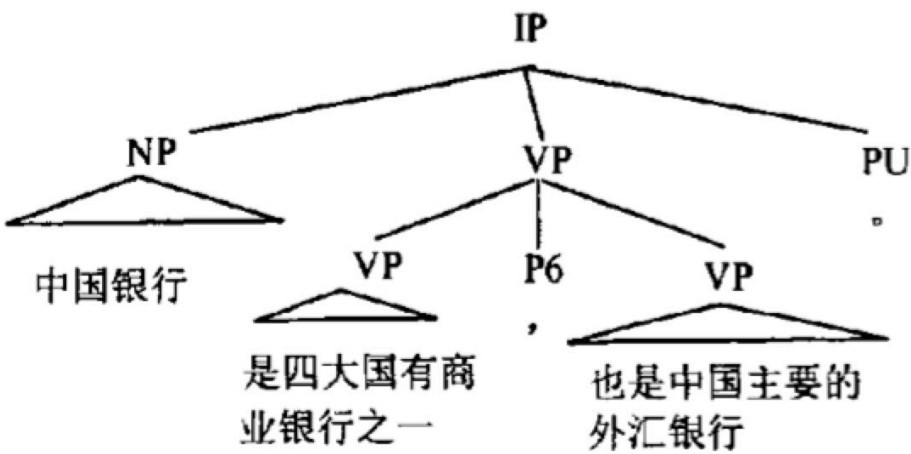 IP
NP
VP
PU
。
中国银行
VP
P6
VP
,
是四大国有商
业银行之一
也是中国主要的
外汇银行